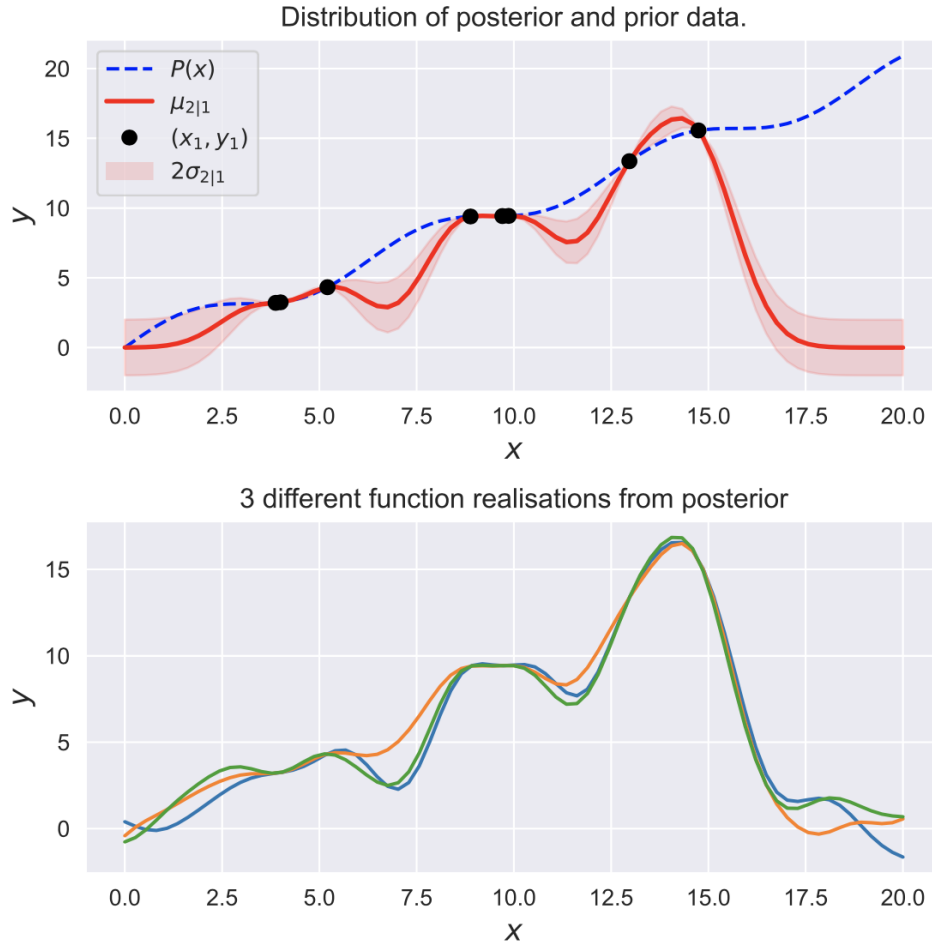 Distribution of posterior and prior data.
20
15
10
5
0
y
P(x)
μ2|1
(x1, y1)
2σ2|1
0.0 2.5 5.0 7.5 10.0 12.5 15.0 17.5 20.0
x
3 different function realisations from posterior
15
10
5
0
y
0.0 2.5 5.0 7.5 10.0 12.5 15.0 17.5 20.0
x